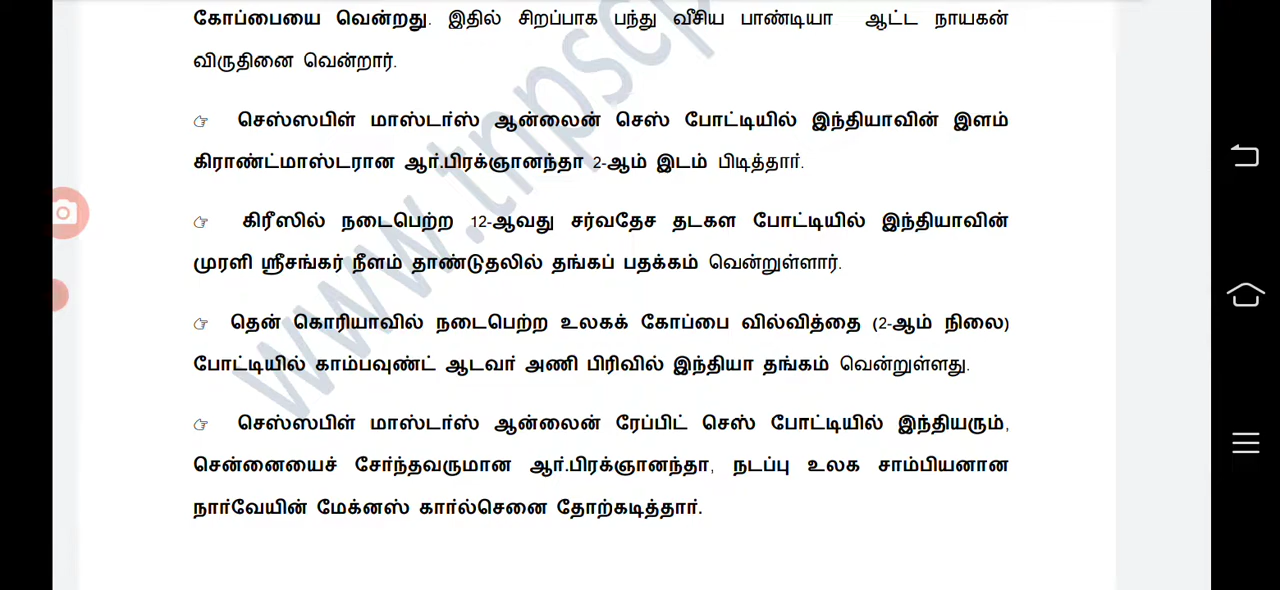 கோப்பையை வென்றது. இதில் சிறப்பாக பந்து வீசிய பாண்டியா ஆட்ட நாயகன்
விருதினை வென்றார்.
☞ செஸ்ஸபிள் மாஸ்டர்ஸ் ஆன்லைன் செஸ் போட்டியில் இந்தியாவின் இளம்
கிராண்ட்மாஸ்டரான ஆர்.பிரக்ஞானந்தா 2-ஆம் இடம் பிடித்தார்.
☞ கிரீஸில் நடைபெற்ற 12-ஆவது சர்வதேச தடகள போட்டியில் இந்தியாவின்
முரளி ஸ்ரீசங்கர் நீளம் தாண்டுதலில் தங்கப் பதக்கம் வென்றுள்ளார்.
☞ தென் கொரியாவில் நடைபெற்ற உலகக் கோப்பை வில்வித்தை (2-ஆம் நிலை)
போட்டியில் காம்பவுண்ட் ஆடவர் அணி பிரிவில் இந்தியா தங்கம் வென்றுள்ளது.
☞ செஸ்ஸபிள் மாஸ்டர்ஸ் ஆன்லைன் ரேப்பிட் செஸ் போட்டியில் இந்தியரும்,
சென்னையைச் சேர்ந்தவருமான ஆர்.பிரக்ஞானந்தா, நடப்பு உலக சாம்பியனான
நார்வேயின் மேக்னஸ் கார்ல்செனை தோற்கடித்தார்.
www.tnpscp